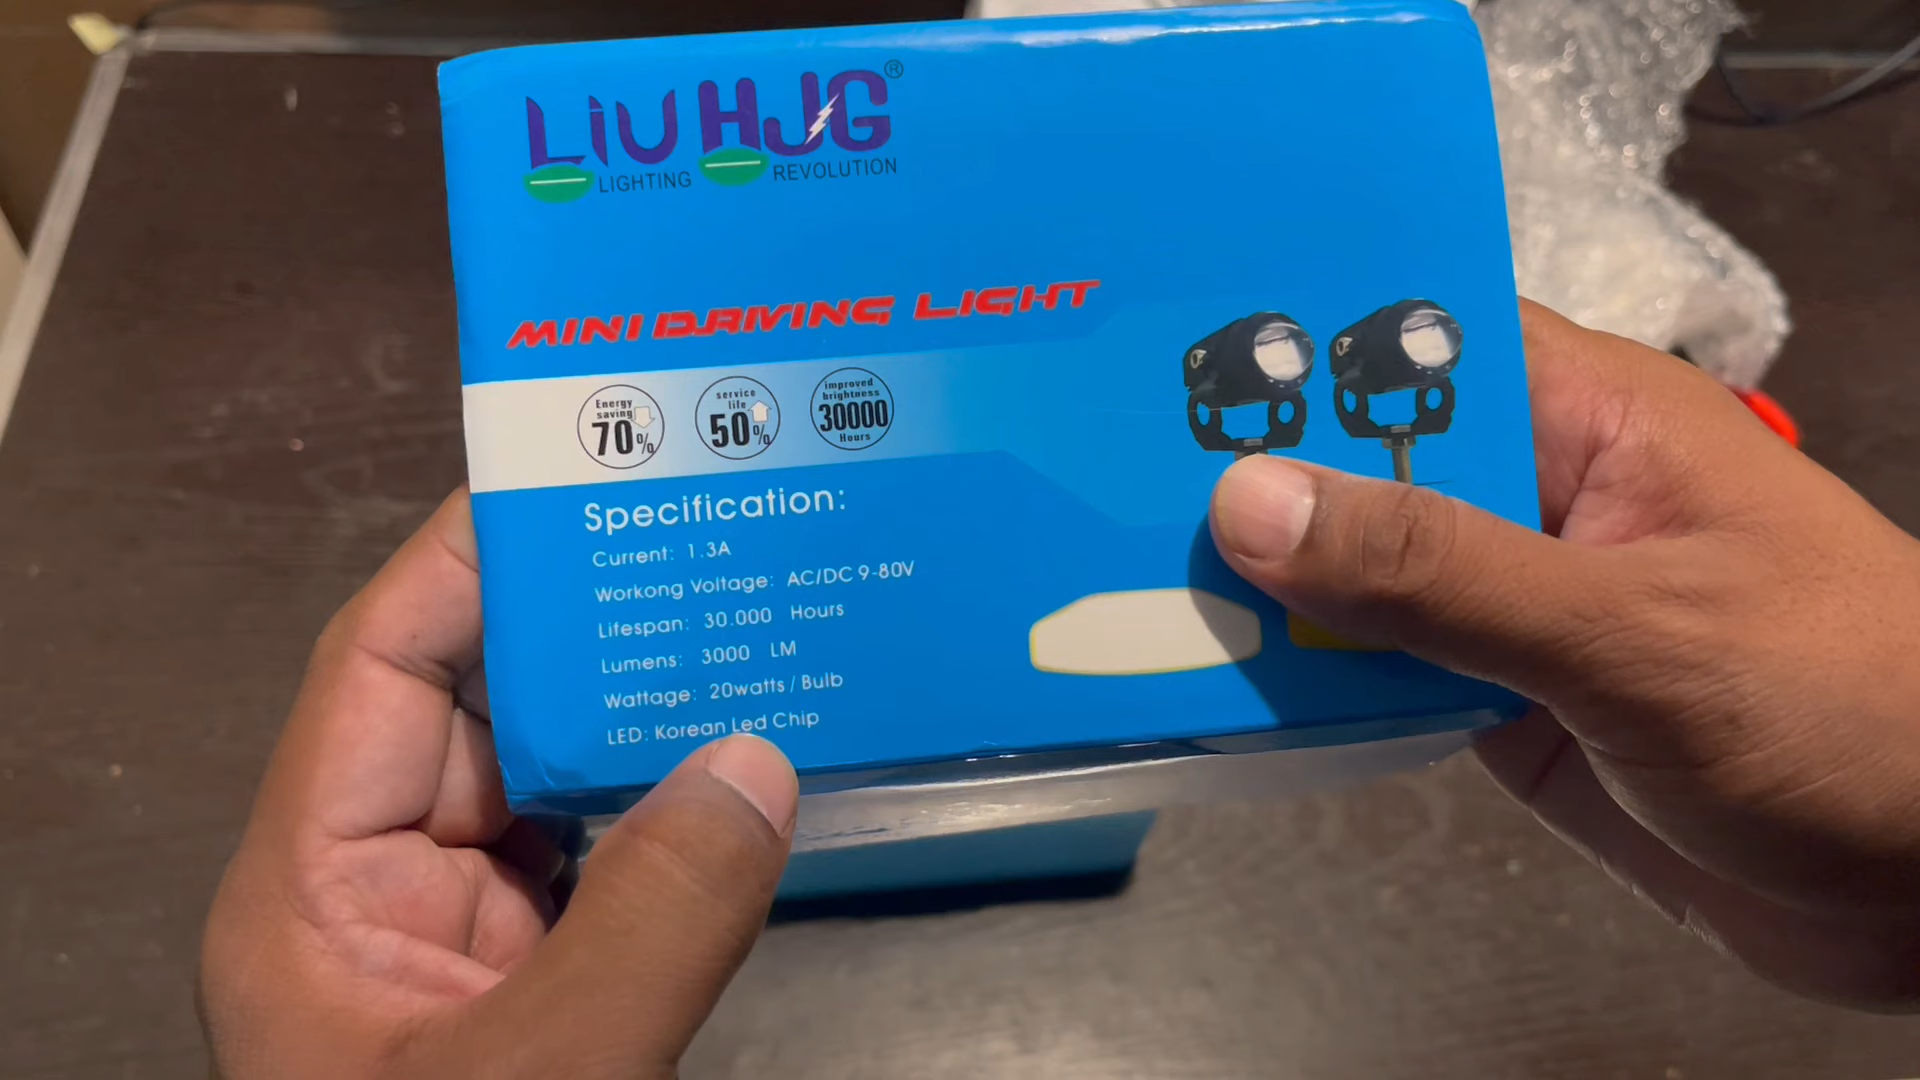 LIU HJG®
LIGHTING REVOLUTION
MINI DRIVING LIGHT
Energy
saving
70%
service
life
50%
improved
brightness
30000
Hours
Specification:
Current: 1.3A
Workong Voltage: AC/DC 9-80V
Lifespan: 30.000 Hours
Lumens: 3000 LM
Wattage: 20watts / Bulb
LED: Korean Led Chip